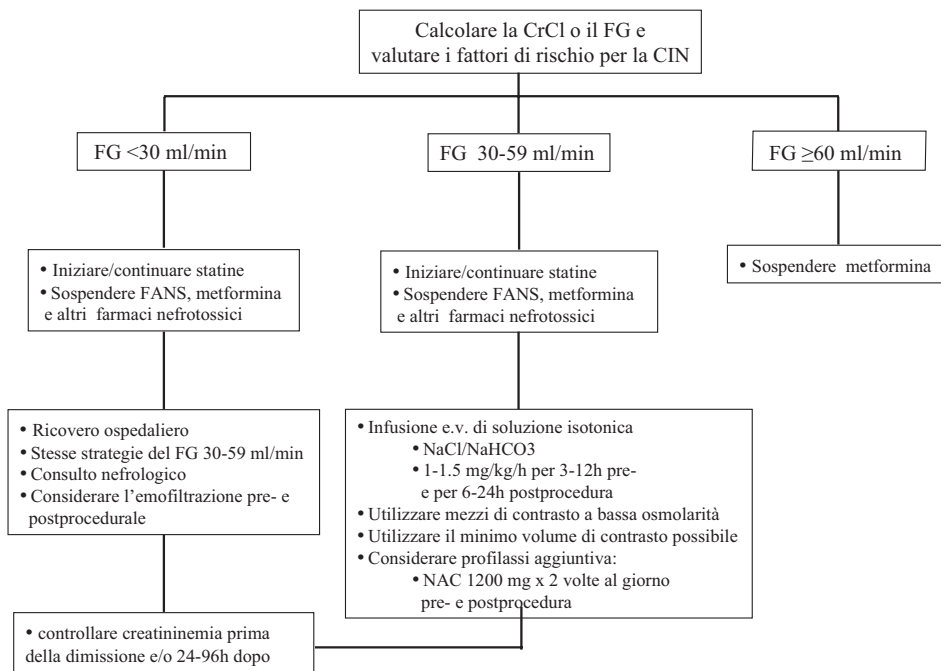 Calcolare la CrCl o il FG e
valutare i fattori di rischio per la CIN
FG <30 ml/min
FG 30-59 ml/min
FG ≥60 ml/min
• Iniziare/continuare statine
• Sospendere FANS, metformina
e altri farmaci nefrotossici
• Iniziare/continuare statine
• Sospendere FANS, metformina
e altri farmaci nefrotossici
• Sospendere metformina
• Ricovero ospedaliero
• Stesse strategie del FG 30-59 ml/min
• Consulto nefrologico
• Considerare l’emofiltrazione pre- e
postprocedurale
• Infusione e.v. di soluzione isotonica
• NaCl/NaHCO3
• 1-1.5 mg/kg/h per 3-12h pre-
e per 6-24h postprocedura
• Utilizzare mezzi di contrasto a bassa osmolarità
• Utilizzare il minimo volume di contrasto possibile
• Considerare profilassi aggiuntiva:
• NAC 1200 mg x 2 volte al giorno
pre- e postprocedura
• controllare creatininemia prima
della dimissione e/o 24-96h dopo